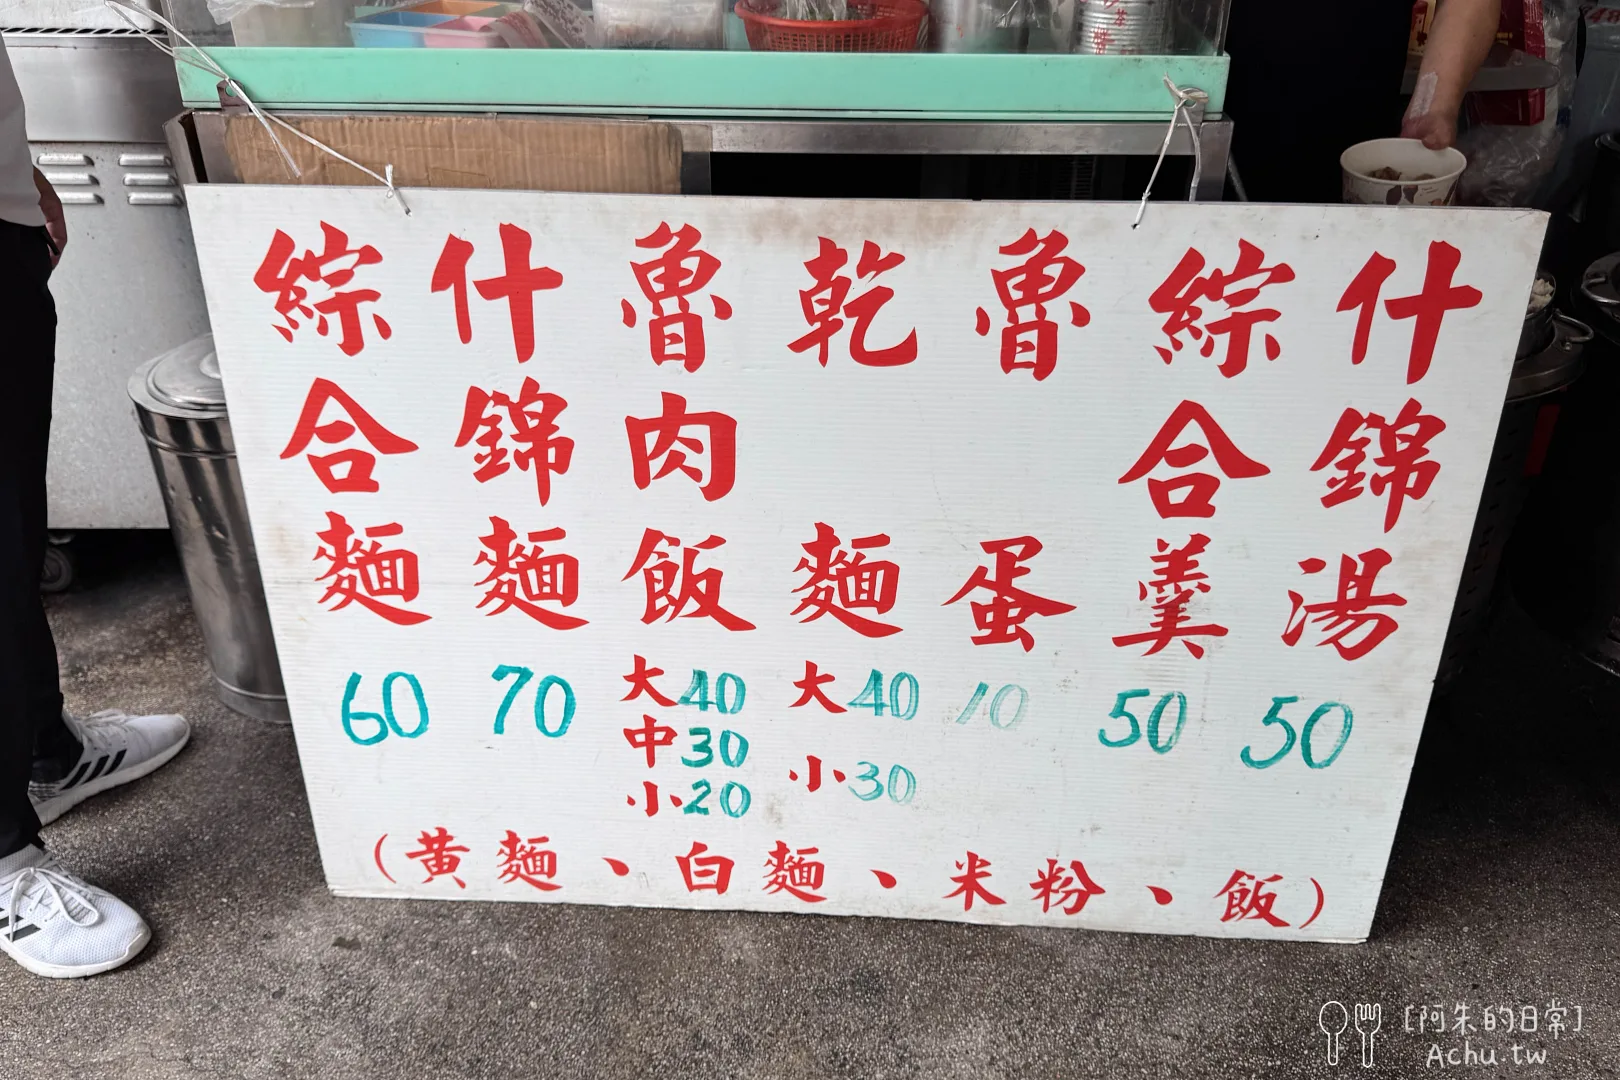 綜合麵 60
什錦麵 70
魯肉飯 大40 中30 小20
乾麵 大40 小30
魯蛋 10
綜合羹 50
什錦湯 50
（黃麵、白麵、米粉、飯）
[阿朱的日常]
Achu.tw